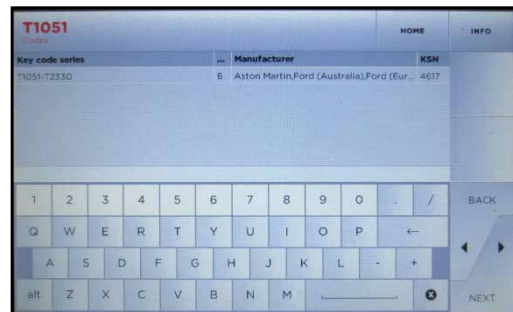 T1051
Codes
HOME
INFO
Key code series ... Manufacturer KSN
T1051-T2330 6 Aston Martin,Ford (Australia),Ford (Eur... 4617
1 2 3 4 5 6 7 8 9 0 . /
BACK
Q W E R T Y U I O P ←
A S D F G H J K L - +
alt Z X C V B N M
NEXT